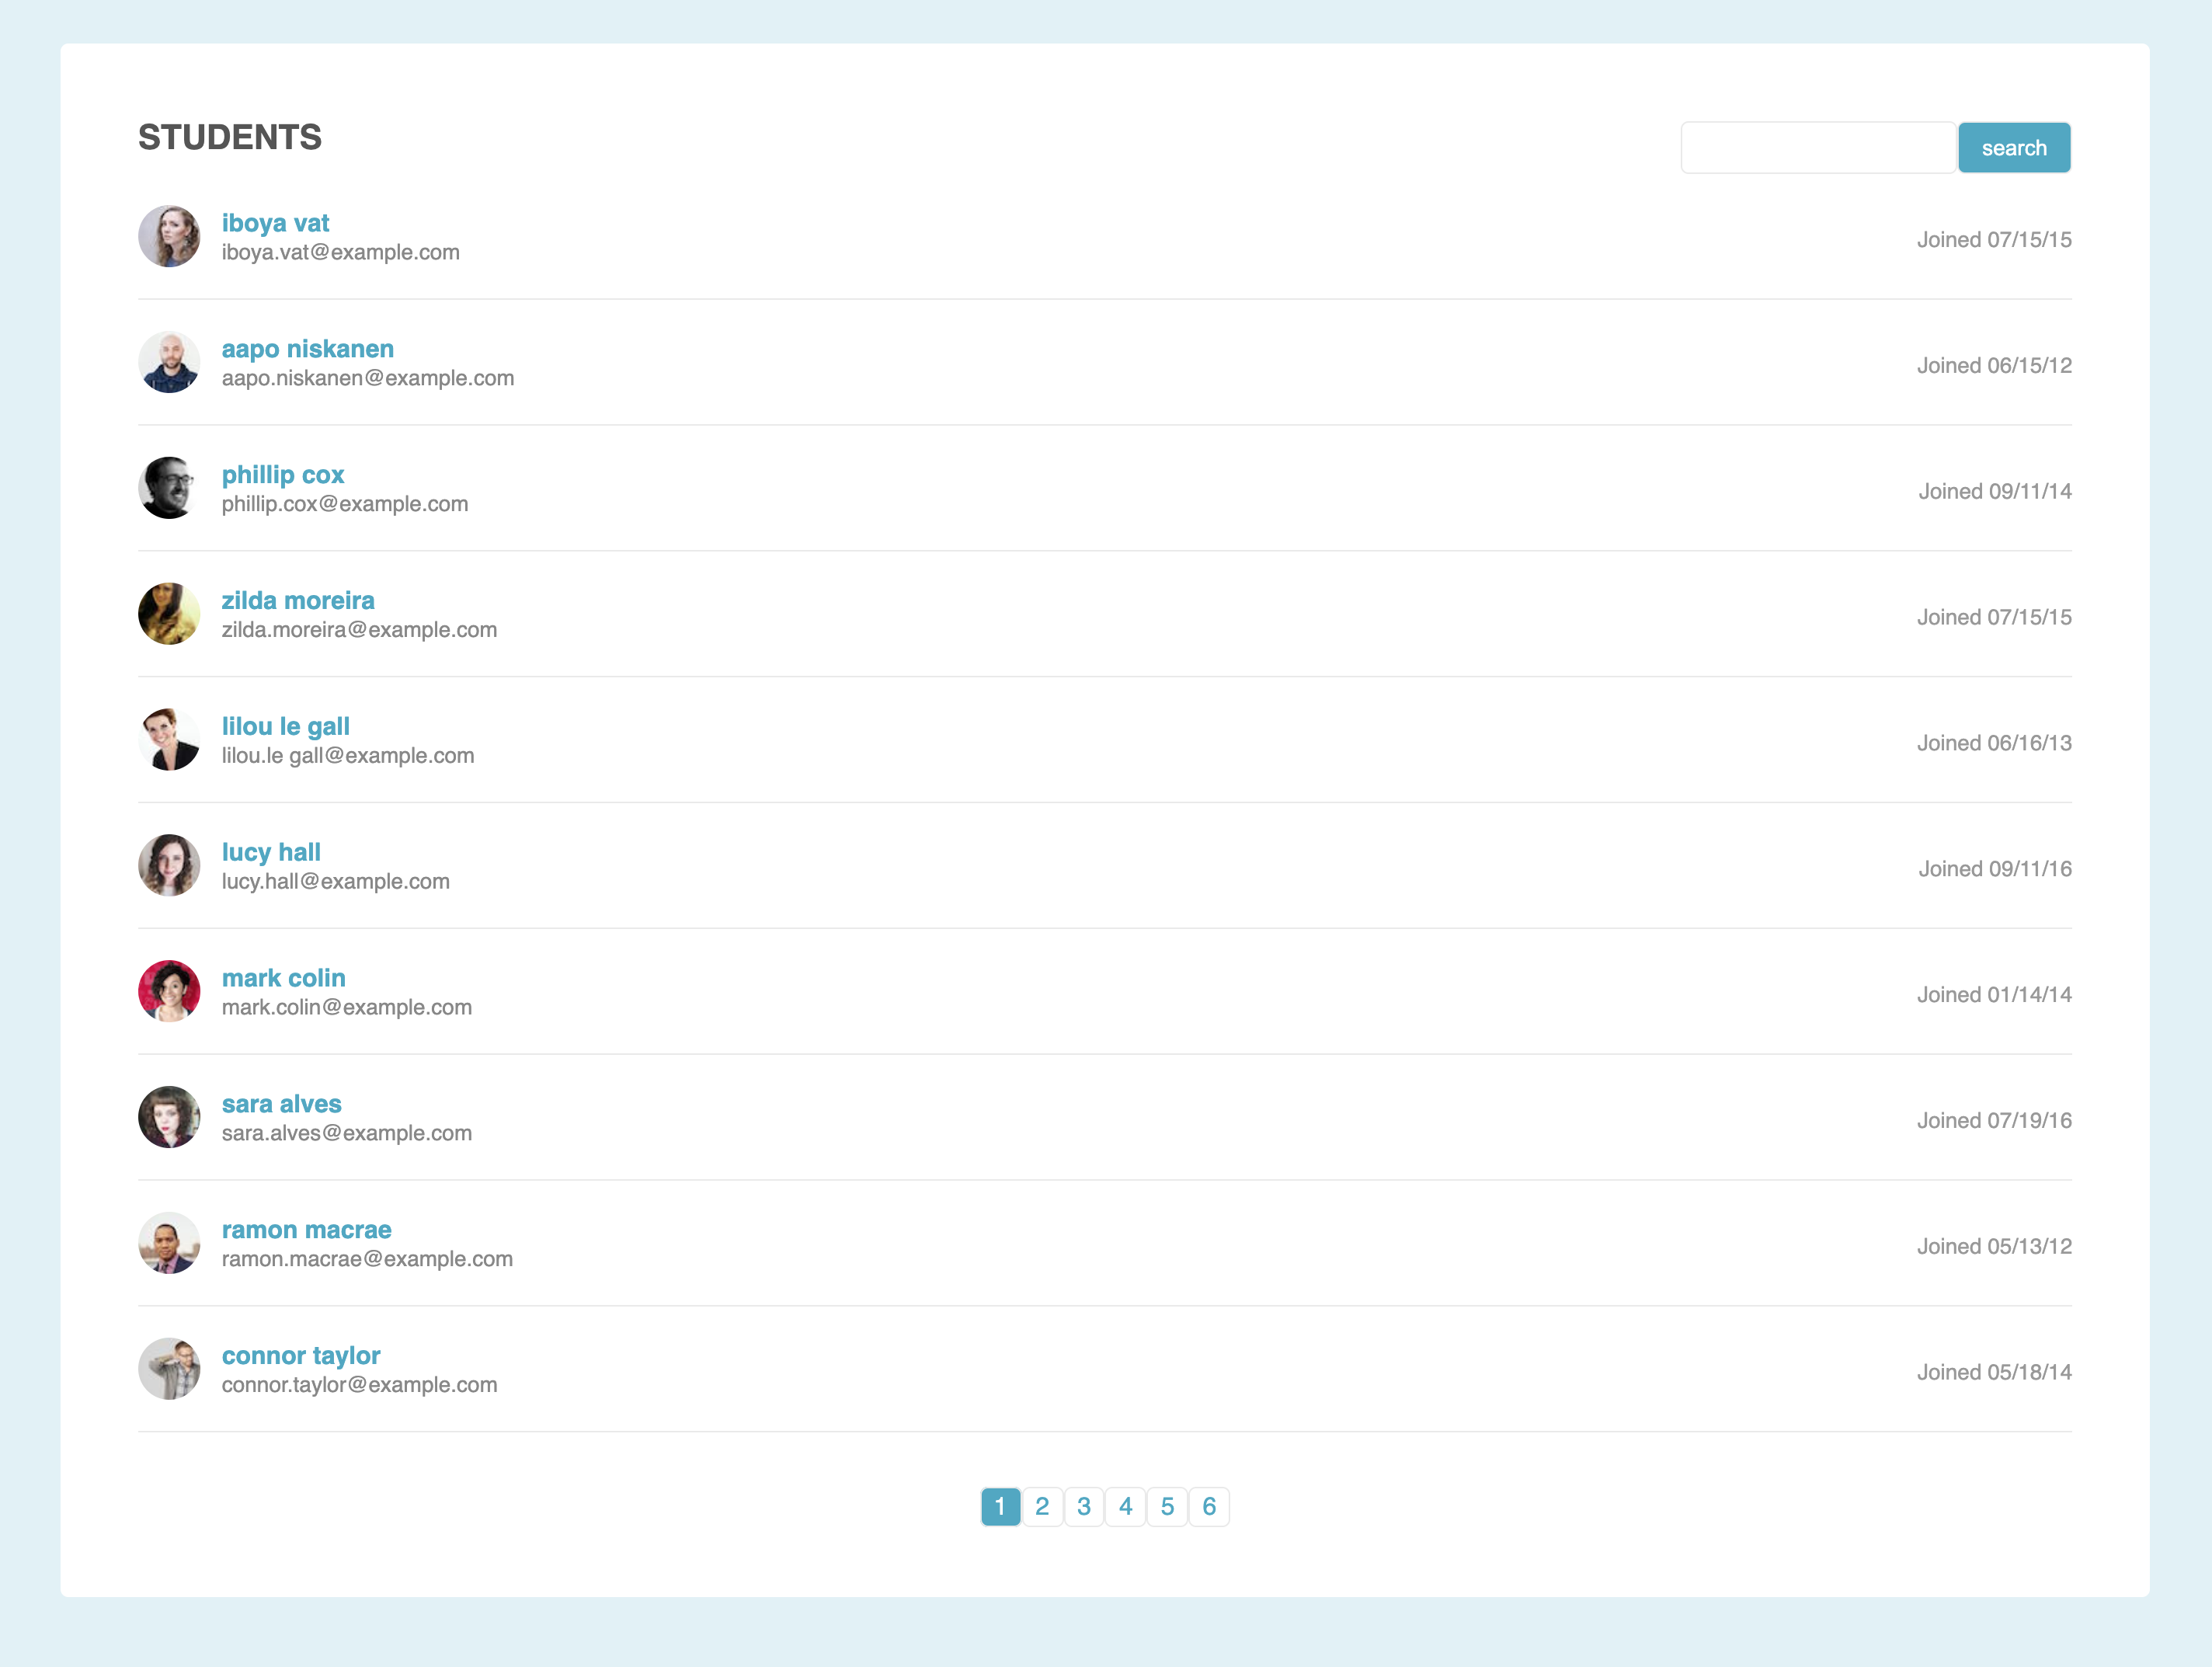 STUDENTS
search
iboya vat
iboya.vat@example.com
Joined 07/15/15
aapo niskanen
aapo.niskanen@example.com
Joined 06/15/12
phillip cox
phillip.cox@example.com
Joined 09/11/14
zilda moreira
zilda.moreira@example.com
Joined 07/15/15
lilou le gall
lilou.le gall@example.com
Joined 06/16/13
lucy hall
lucy.hall@example.com
Joined 09/11/16
mark colin
mark.colin@example.com
Joined 01/14/14
sara alves
sara.alves@example.com
Joined 07/19/16
ramon macrae
ramon.macrae@example.com
Joined 05/13/12
connor taylor
connor.taylor@example.com
Joined 05/18/14
1 2 3 4 5 6